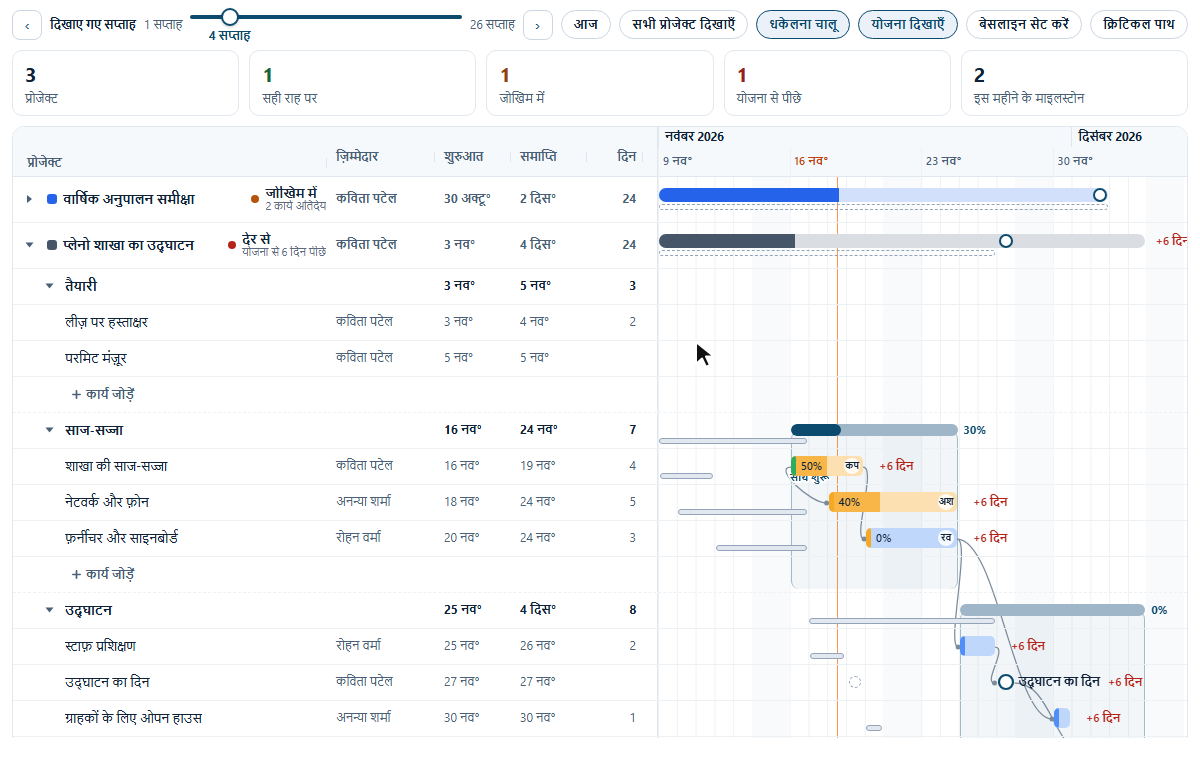 ‹ दिखाए गए सप्ताह 1 सप्ताह 4 सप्ताह 26 सप्ताह › आज सभी प्रोजेक्ट दिखाएँ धकेलना चालू योजना दिखाएँ बेसलाइन सेट करें क्रिटिकल पाथ
3 1 1 1 2
प्रोजेक्ट सही राह पर जोखिम में योजना से पीछे इस महीने के माइलस्टोन
नवंबर 2026 दिसंबर 2026
प्रोजेक्ट ज़िम्मेदार शुरुआत समाप्ति दिन 9 नव॰ 16 नव॰ 23 नव॰ 30 नव॰
वार्षिक अनुपालन समीक्षा जोखिम में कविता पटेल 30 अक्टू॰ 2 दिस॰ 24
2 कार्य अतिदेय
प्लेनो शाखा का उद्घाटन देर से कविता पटेल 3 नव॰ 4 दिस॰ 24 +6 दिन
योजना से 6 दिन पीछे
तैयारी 3 नव॰ 5 नव॰ 3
लीज़ पर हस्ताक्षर कविता पटेल 3 नव॰ 4 नव॰ 2
परमिट मंज़ूर कविता पटेल 5 नव॰ 5 नव॰
+ कार्य जोड़ें
साज-सज्जा 16 नव॰ 24 नव॰ 7 30%
शाखा की साज-सज्जा कविता पटेल 16 नव॰ 19 नव॰ 4 50% कप +6 दिन
साथ शुरू
नेटवर्क और फ़ोन अनन्या शर्मा 18 नव॰ 24 नव॰ 5 40% अश +6 दिन
फ़र्नीचर और साइनबोर्ड रोहन वर्मा 20 नव॰ 24 नव॰ 3 0% रव +6 दिन
+ कार्य जोड़ें
उद्घाटन 25 नव॰ 4 दिस॰ 8 0%
स्टाफ़ प्रशिक्षण रोहन वर्मा 25 नव॰ 26 नव॰ 2 +6 दिन
उद्घाटन का दिन कविता पटेल 27 नव॰ 27 नव॰ उद्घाटन का दिन +6 दिन
ग्राहकों के लिए ओपन हाउस अनन्या शर्मा 30 नव॰ 30 नव॰ 1 +6 दिन